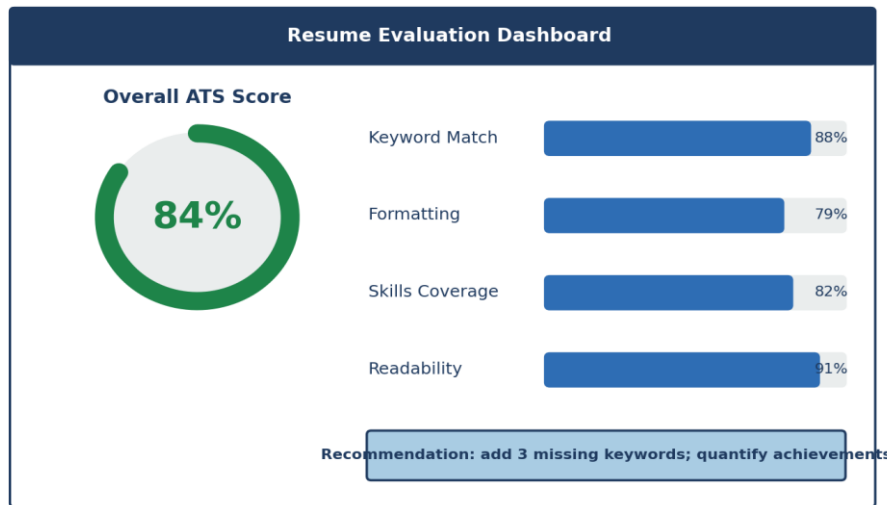 Resume Evaluation Dashboard
Overall ATS Score
84%
Keyword Match 88%
Formatting 79%
Skills Coverage 82%
Readability 91%
Recommendation: add 3 missing keywords; quantify achievements